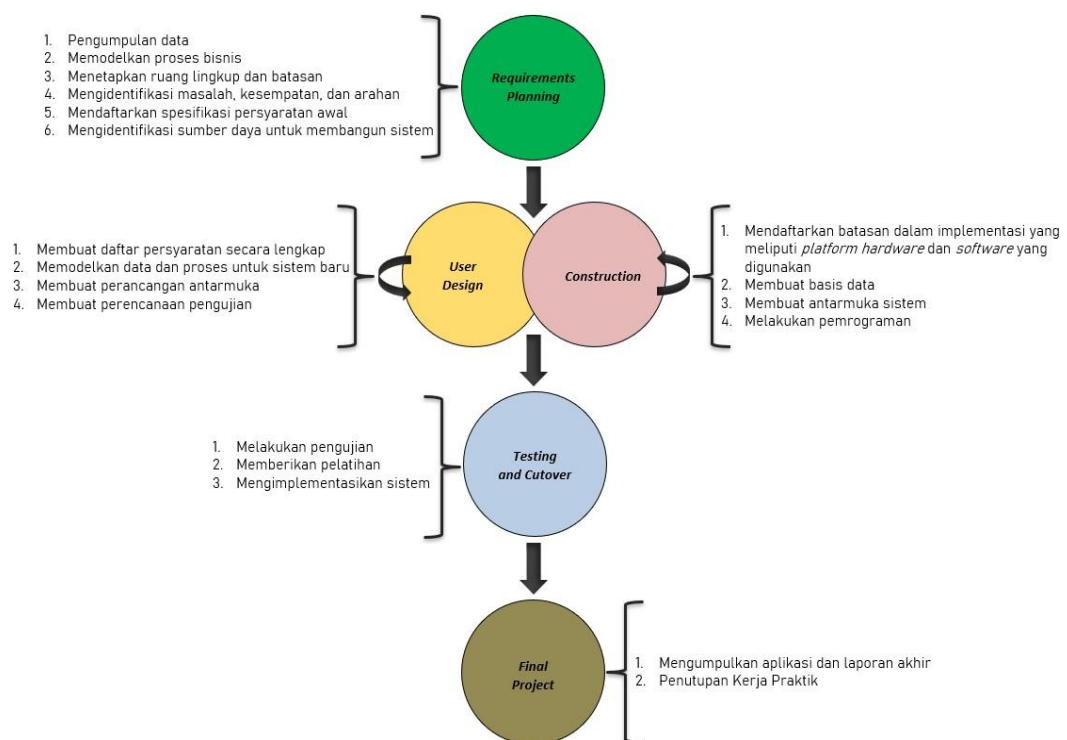 1. Pengumpulan data
2. Memodelkan proses bisnis
3. Menetapkan ruang lingkup dan batasan
4. Mengidentifikasi masalah, kesempatan, dan arahan
5. Mendaftarkan spesifikasi persyaratan awal
6. Mengidentifikasi sumber daya untuk membangun sistem
Requirements
Planning
1. Membuat daftar persyaratan secara lengkap
2. Memodelkan data dan proses untuk sistem baru
3. Membuat perancangan antarmuka
4. Membuat perencanaan pengujian
User
Design
Construction
1. Mendaftarkan batasan dalam implementasi yang
meliputi platform hardware dan software yang
digunakan
2. Membuat basis data
3. Membuat antarmuka sistem
4. Melakukan pemrograman
1. Melakukan pengujian
2. Memberikan pelatihan
3. Mengimplementasikan sistem
Testing
and Cutover
Final
Project
1. Mengumpulkan aplikasi dan laporan akhir
2. Penutupan Kerja Praktik